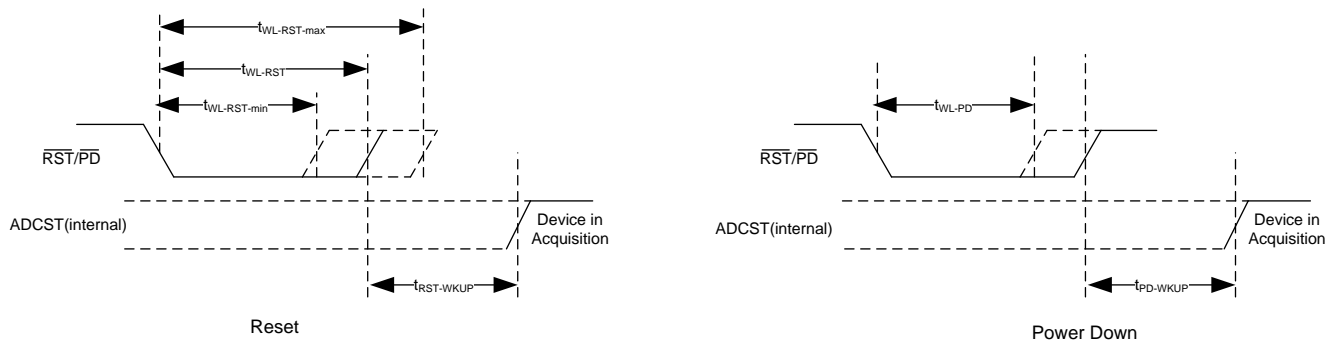 tWL-RST-max
tWL-RST
tWL-RST-min
RST/PD
ADCST(internal)
Device in
Acquisition
tRST-WKUP
Reset
tWL-PD
RST/PD
ADCST(internal)
Device in
Acquisition
tPD-WKUP
Power Down